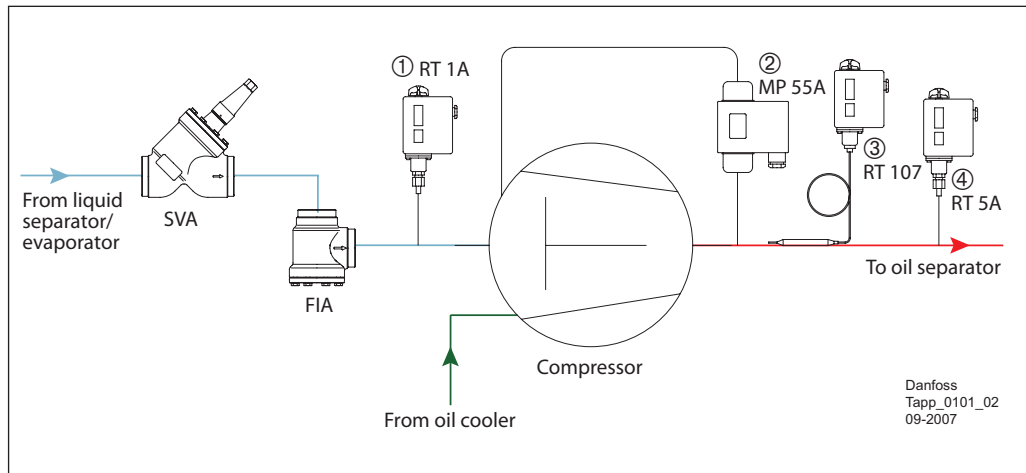 ① RT 1A
②
MP 55A
③
RT 107
④
RT 5A
From liquid
separator/
evaporator
SVA
FIA
To oil separator
Compressor
From oil cooler
Danfoss
Tapp_0101_02
09-2007